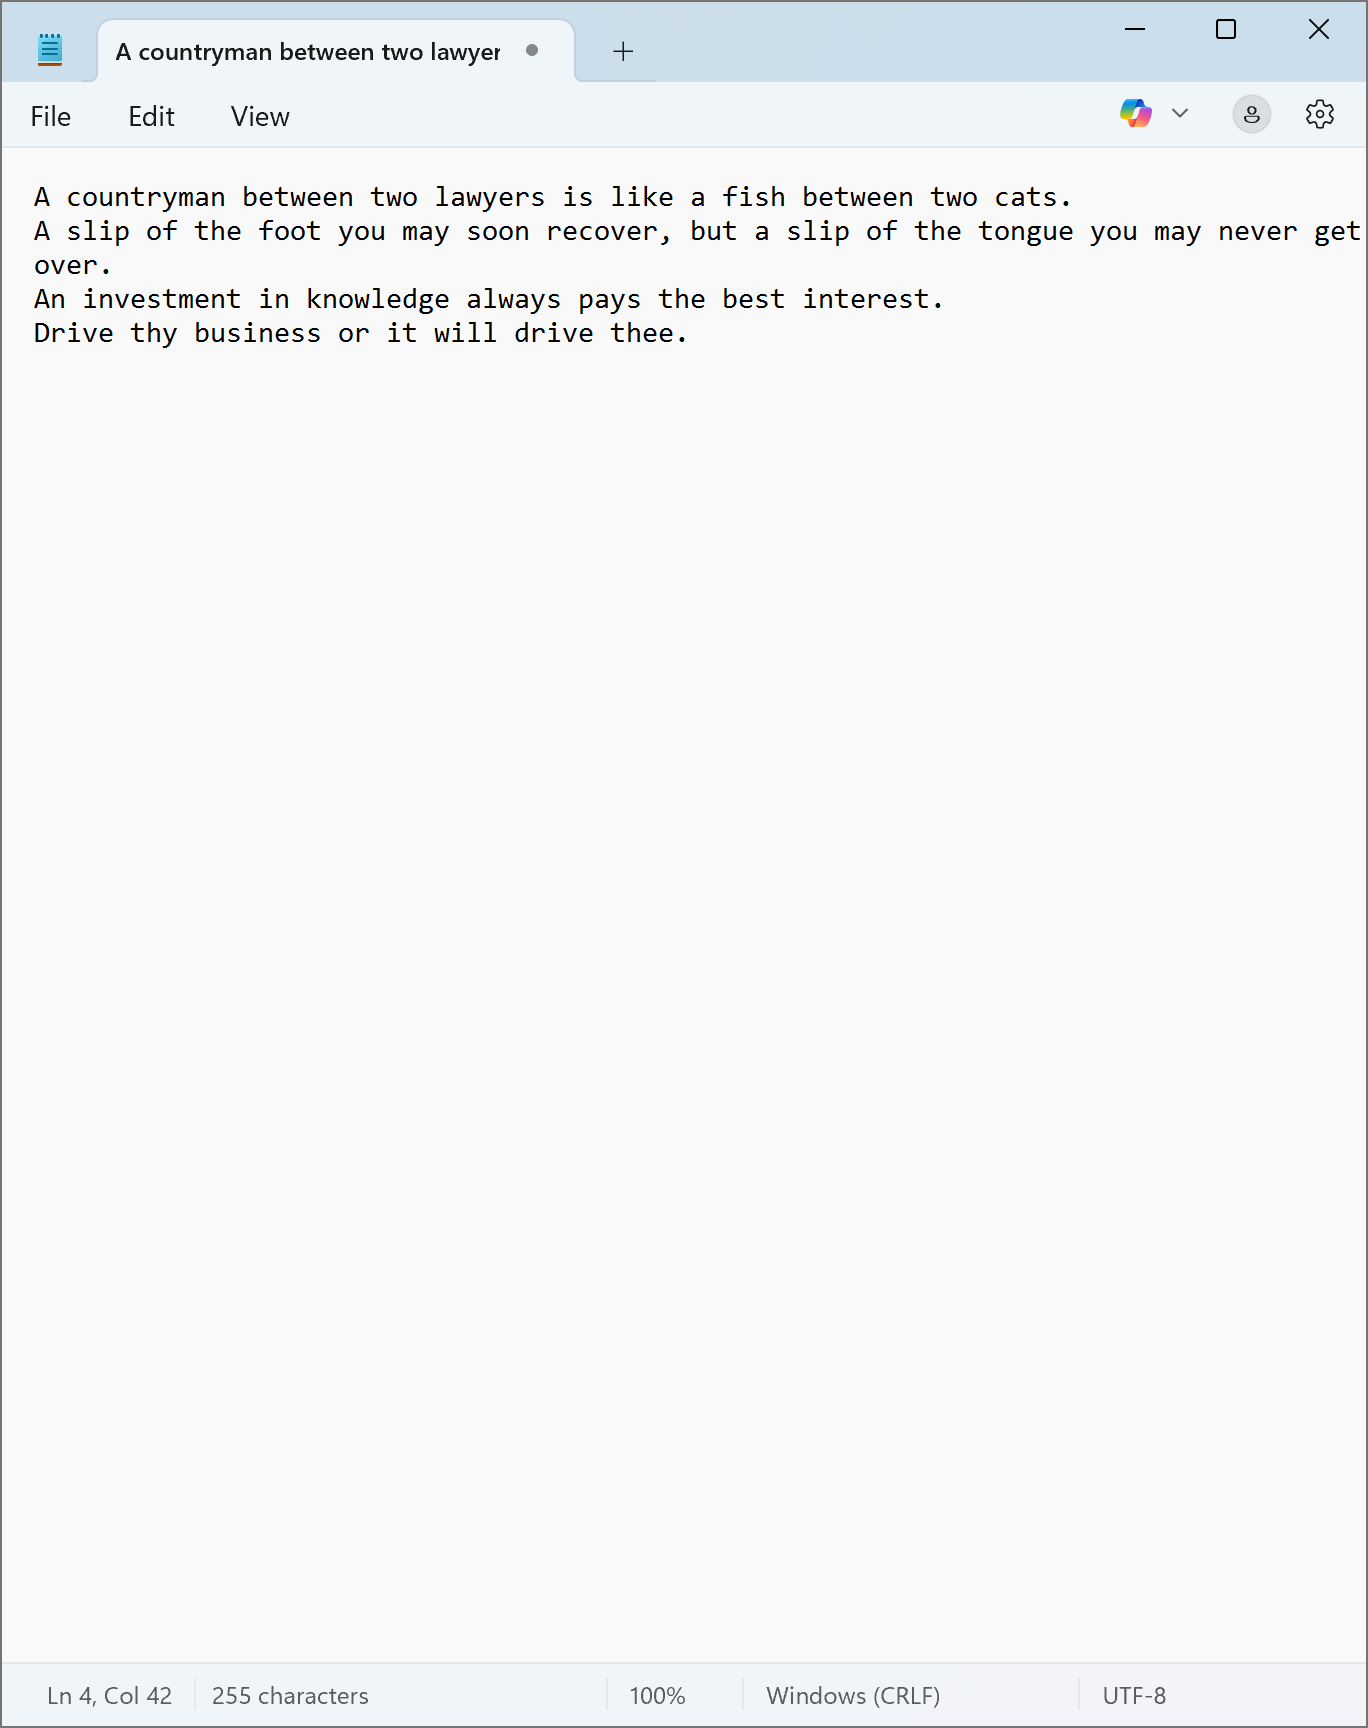 A countryman between two lawyer
File Edit View
A countryman between two lawyers is like a fish between two cats.
A slip of the foot you may soon recover, but a slip of the tongue you may never get
over.
An investment in knowledge always pays the best interest.
Drive thy business or it will drive thee.
Ln 4, Col 42 255 characters 100% Windows (CRLF) UTF-8